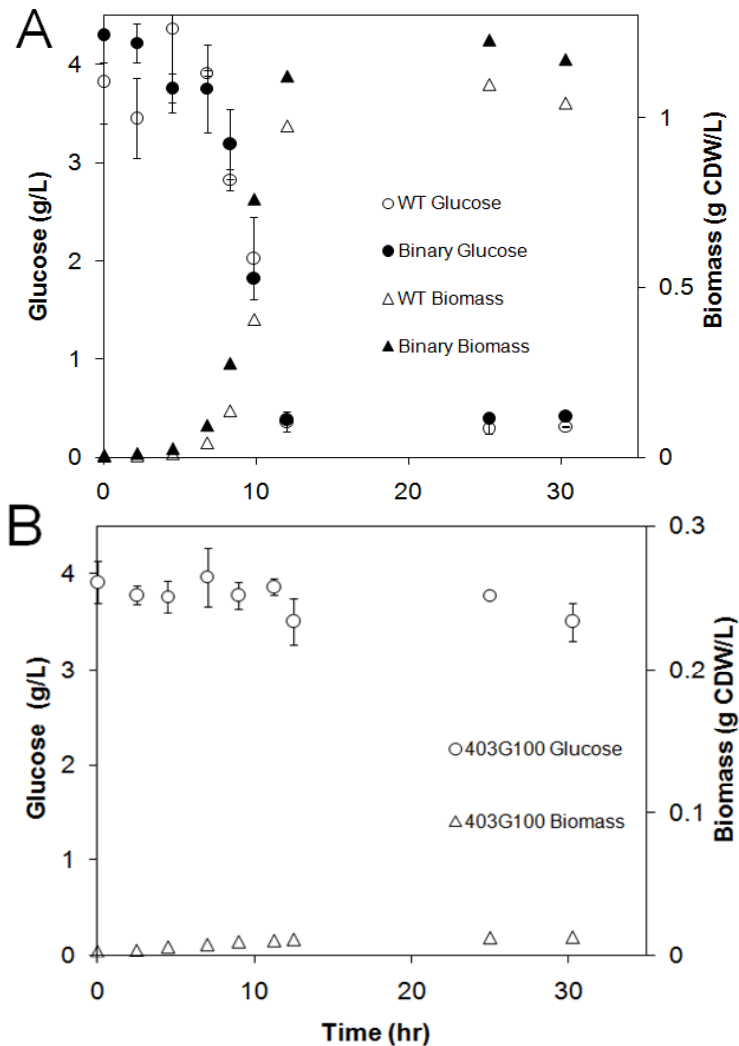 A
4
3
2
1
0
Glucose (g/L)
1
0.5
0
Biomass (g CDW/L)
WT Glucose
Binary Glucose
WT Biomass
Binary Biomass
0 10 20 30
B
4
3
2
1
0
Glucose (g/L)
0.3
0.2
0.1
0
Biomass (g CDW/L)
403G100 Glucose
403G100 Biomass
0 10 20 30
Time (hr)